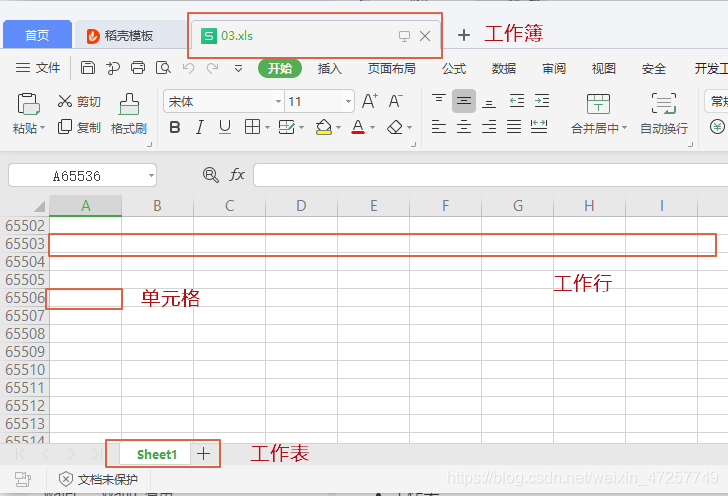 首页 稻壳模板 S 03.xls + 工作簿
文件 开始 插入 页面布局 公式 数据 审阅 视图 安全 开发工
粘贴 剪切 复制 格式刷 宋体 11 A+ A- B I U A 合并居中 自动换行 常规
A65536 fx
A B C D E F G H I
65502
65503
65504
65505 工作行
65506 单元格
65507
65508
65509
65510
65511
65512
65513
65514
Sheet1 + 工作表
文档未保护 https://blog.csdn.net/weixin_47257749